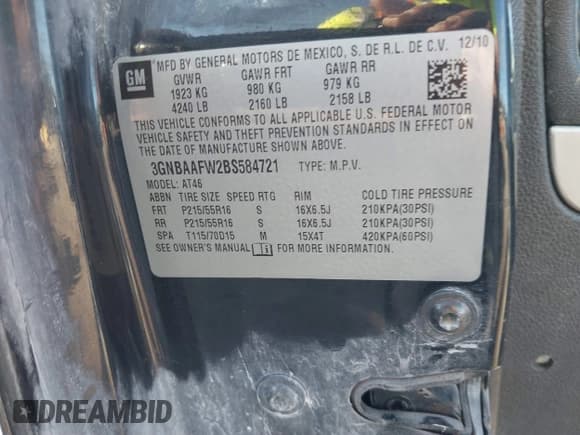 GM
MFD BY GENERAL MOTORS DE MEXICO, S. DE R.L. DE C.V. 12/10
GVWR GAWR FRT GAWR RR
1923 KG 980 KG 979 KG
4240 LB 2160 LB 2158 LB
THIS VEHICLE CONFORMS TO ALL APPLICABLE U.S. FEDERAL MOTOR
VEHICLE SAFETY AND THEFT PREVENTION STANDARDS IN EFFECT ON
THE DATE OF MANUFACTURE SHOWN ABOVE.
3GNBAAFW2BS584721 TYPE: M.P.V.
MODEL: AT46
ABBN TIRE SIZE SPEED RTG RIM COLD TIRE PRESSURE
FRT P215/55R16 S 16X6.5J 210KPA(30PSI)
RR P215/55R16 S 16X6.5J 210KPA(30PSI)
SPA T115/70D15 M 15X4T 420KPA(60PSI)
SEE OWNER'S MANUAL FOR MORE INFORMATION.
DREAMBID